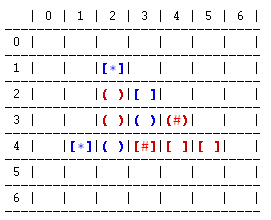 | 0 | 1 | 2 | 3 | 4 | 5 | 6 |
0 | | | | | | | |
1 | | |[*]| | | | |
2 | | |( )|[ ]| | | |
3 | | |( )|( )|(#)| | |
4 | |[*]|( )|[#]|[ ]|[ ]| |
5 | | | | | | | |
6 | | | | | | | |